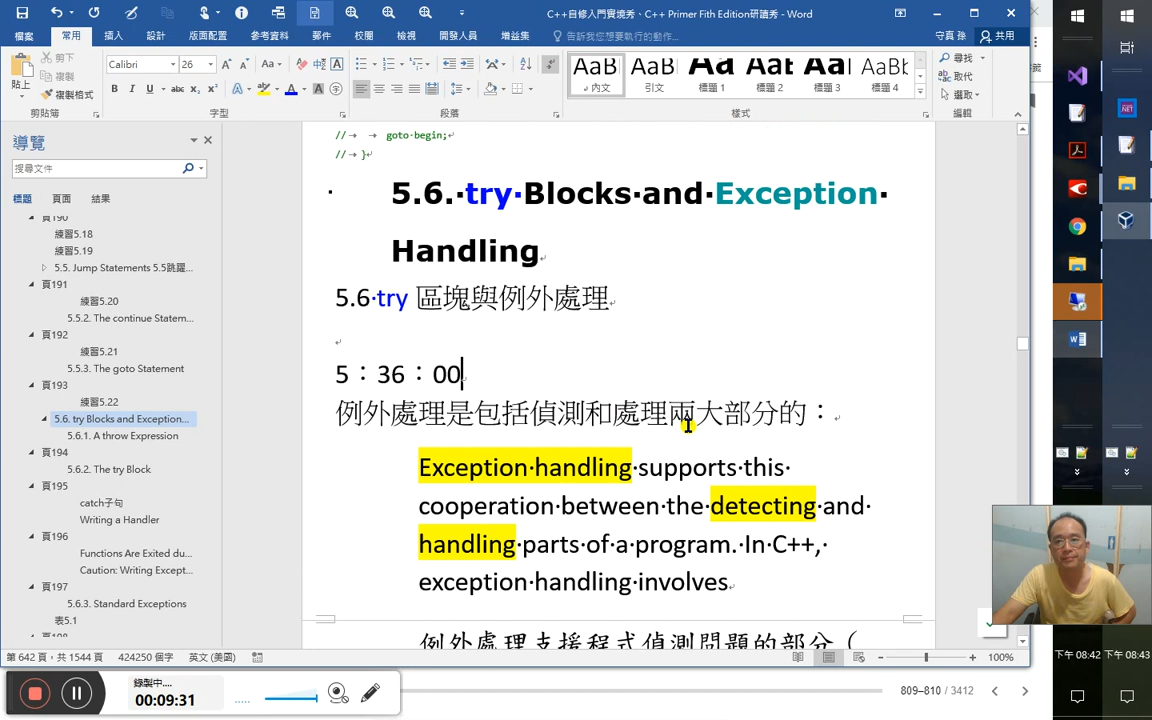 C++自修入門實境秀、C++ Primer Fith Edition研讀秀 - Word
檔案 常用 插入 設計 版面配置 參考資料 郵件 校閱 檢視 開發人員 增益集 告訴我您想要執行的動作... 守真 孫 共用
貼上
剪下
複製
複製格式
Calibri 26
尋找
取代
選取
AaB AaBb Aa AaE AaI AaBb
內文 引文 標題 1 標題 2 標題 3 標題 4
剪貼簿 字型 段落 樣式 編輯
導覽
搜尋文件
標題 頁面 結果
頁190
練習5.18
練習5.19
5.5. Jump Statements 5.5跳躍...
頁191
練習5.20
5.5.2. The continue Statem...
頁192
練習5.21
5.5.3. The goto Statement
頁193
練習5.22
5.6. try Blocks and Exception...
5.6.1. A throw Expression
頁194
5.6.2. The try Block
頁195
catch子句
Writing a Handler
頁196
Functions Are Exited du...
Caution: Writing Except...
頁197
5.6.3. Standard Exceptions
表5.1
頁198
// goto begin;
// }
5.6. try Blocks and Exception
Handling
5.6 try 區塊與例外處理
5：36：00
例外處理是包括偵測和處理兩大部分的：
Exception handling supports this
cooperation between the detecting and
handling parts of a program. In C++,
exception handling involves
例外處理支援程式偵測問題的部分（
第 642 頁，共 1544 頁 424250 個字 英文 (美國) 100%
錄製中....
00:09:31
809–810 / 3412
下午 08:42
下午 08:43